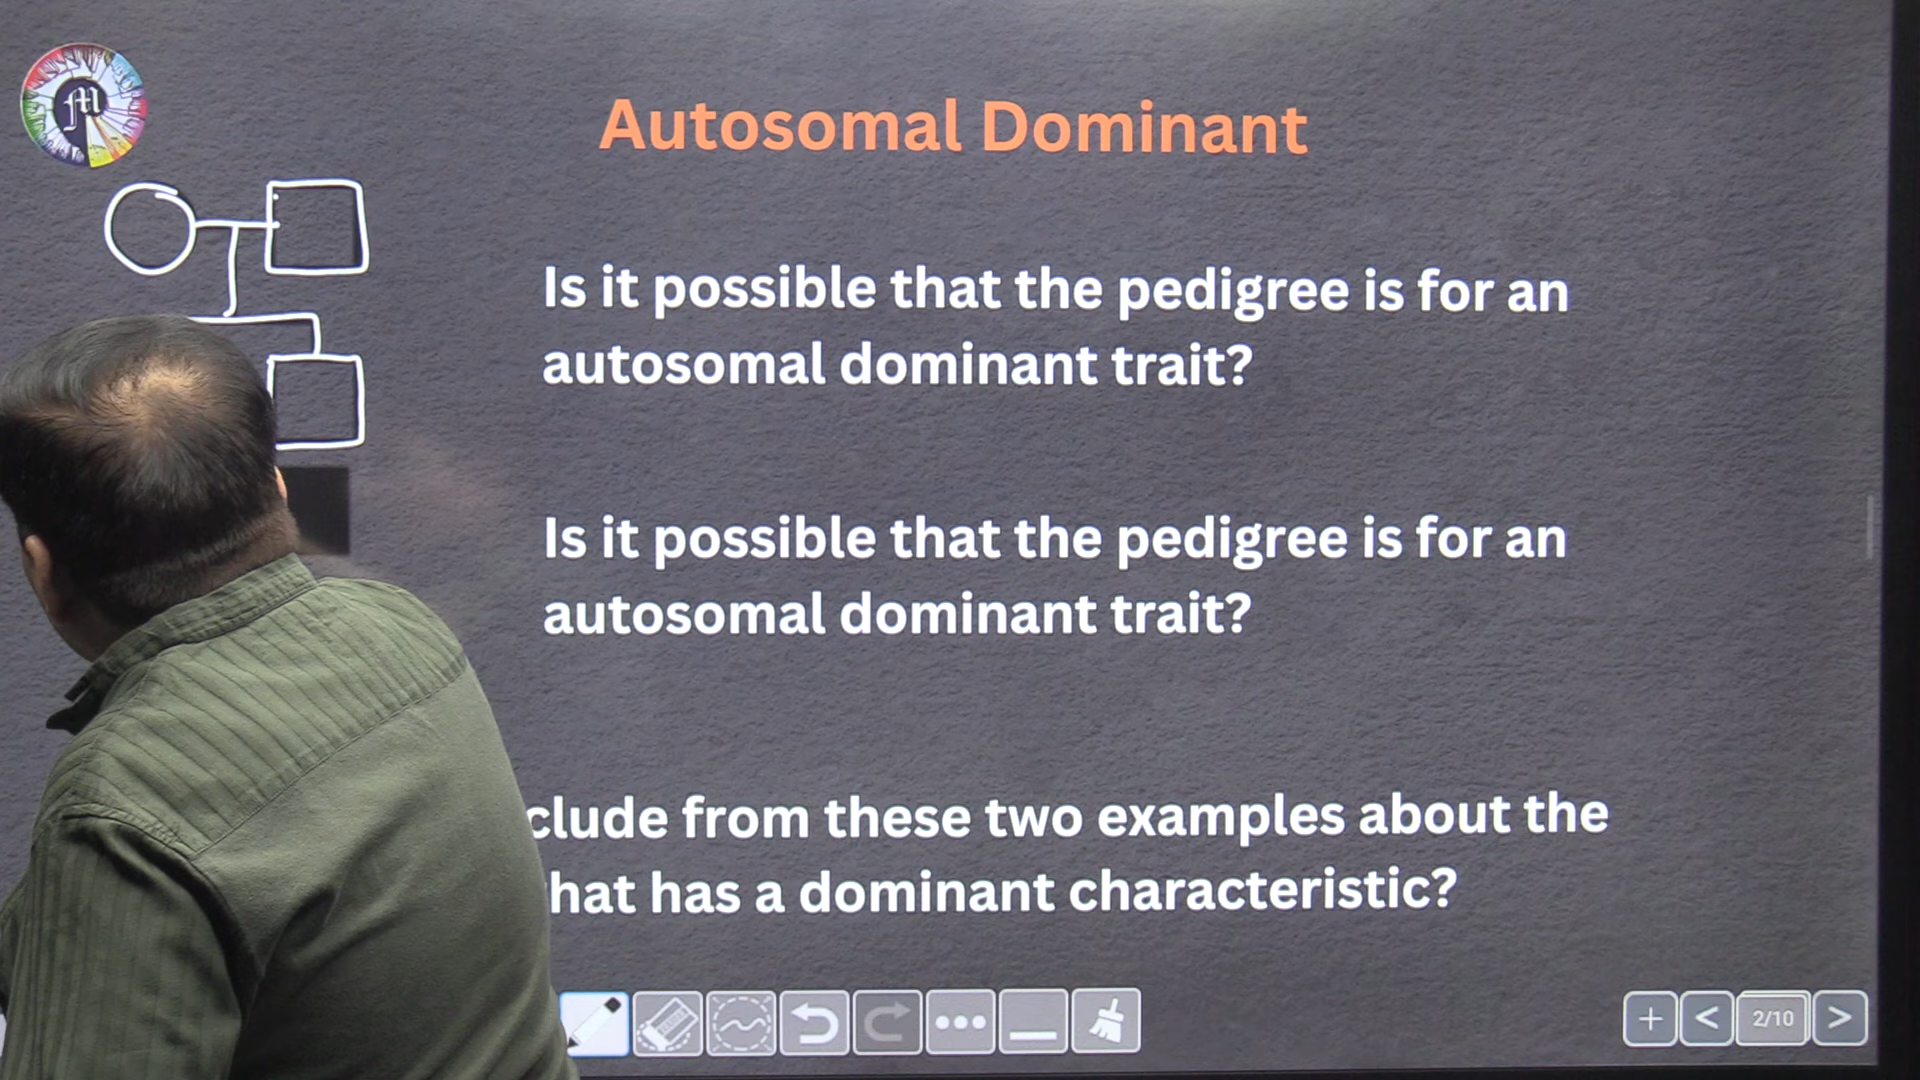 Autosomal Dominant
Is it possible that the pedigree is for an
autosomal dominant trait?
Is it possible that the pedigree is for an
autosomal dominant trait?
clude from these two examples about the
hat has a dominant characteristic?
2/10